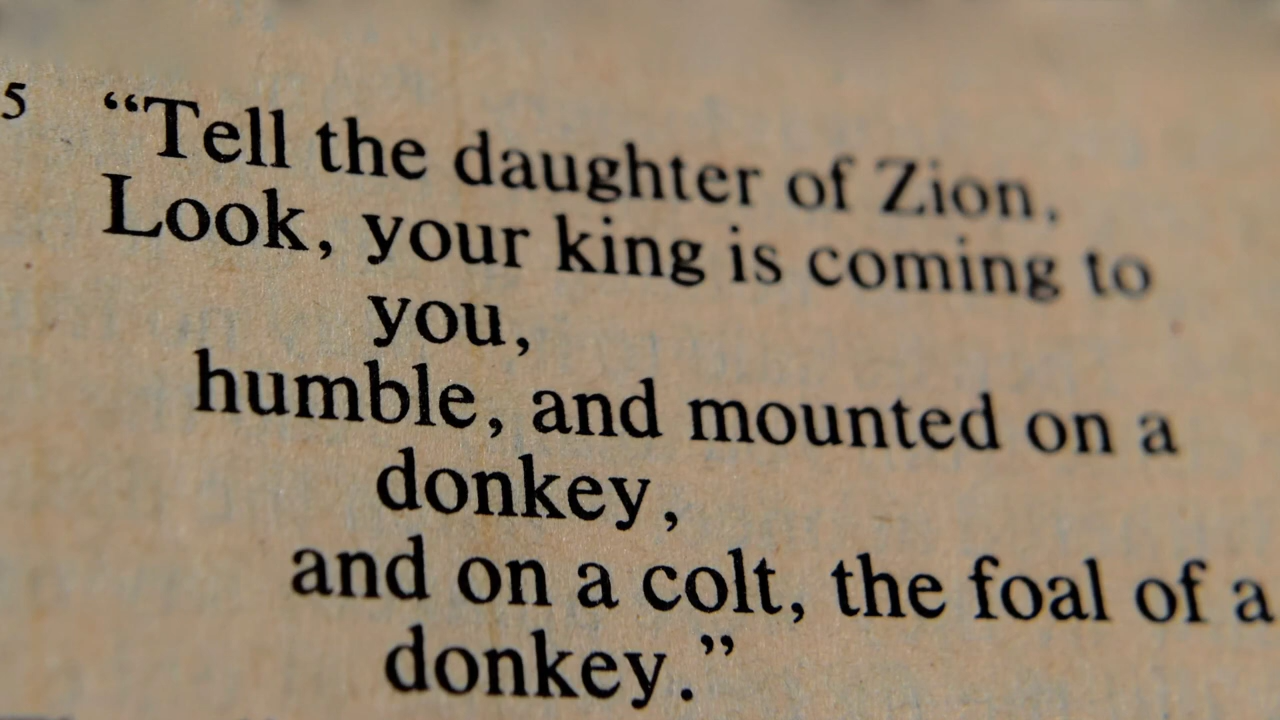 5 “Tell the daughter of Zion,
Look, your king is coming to
you,
humble, and mounted on a
donkey,
and on a colt, the foal of a
donkey.”